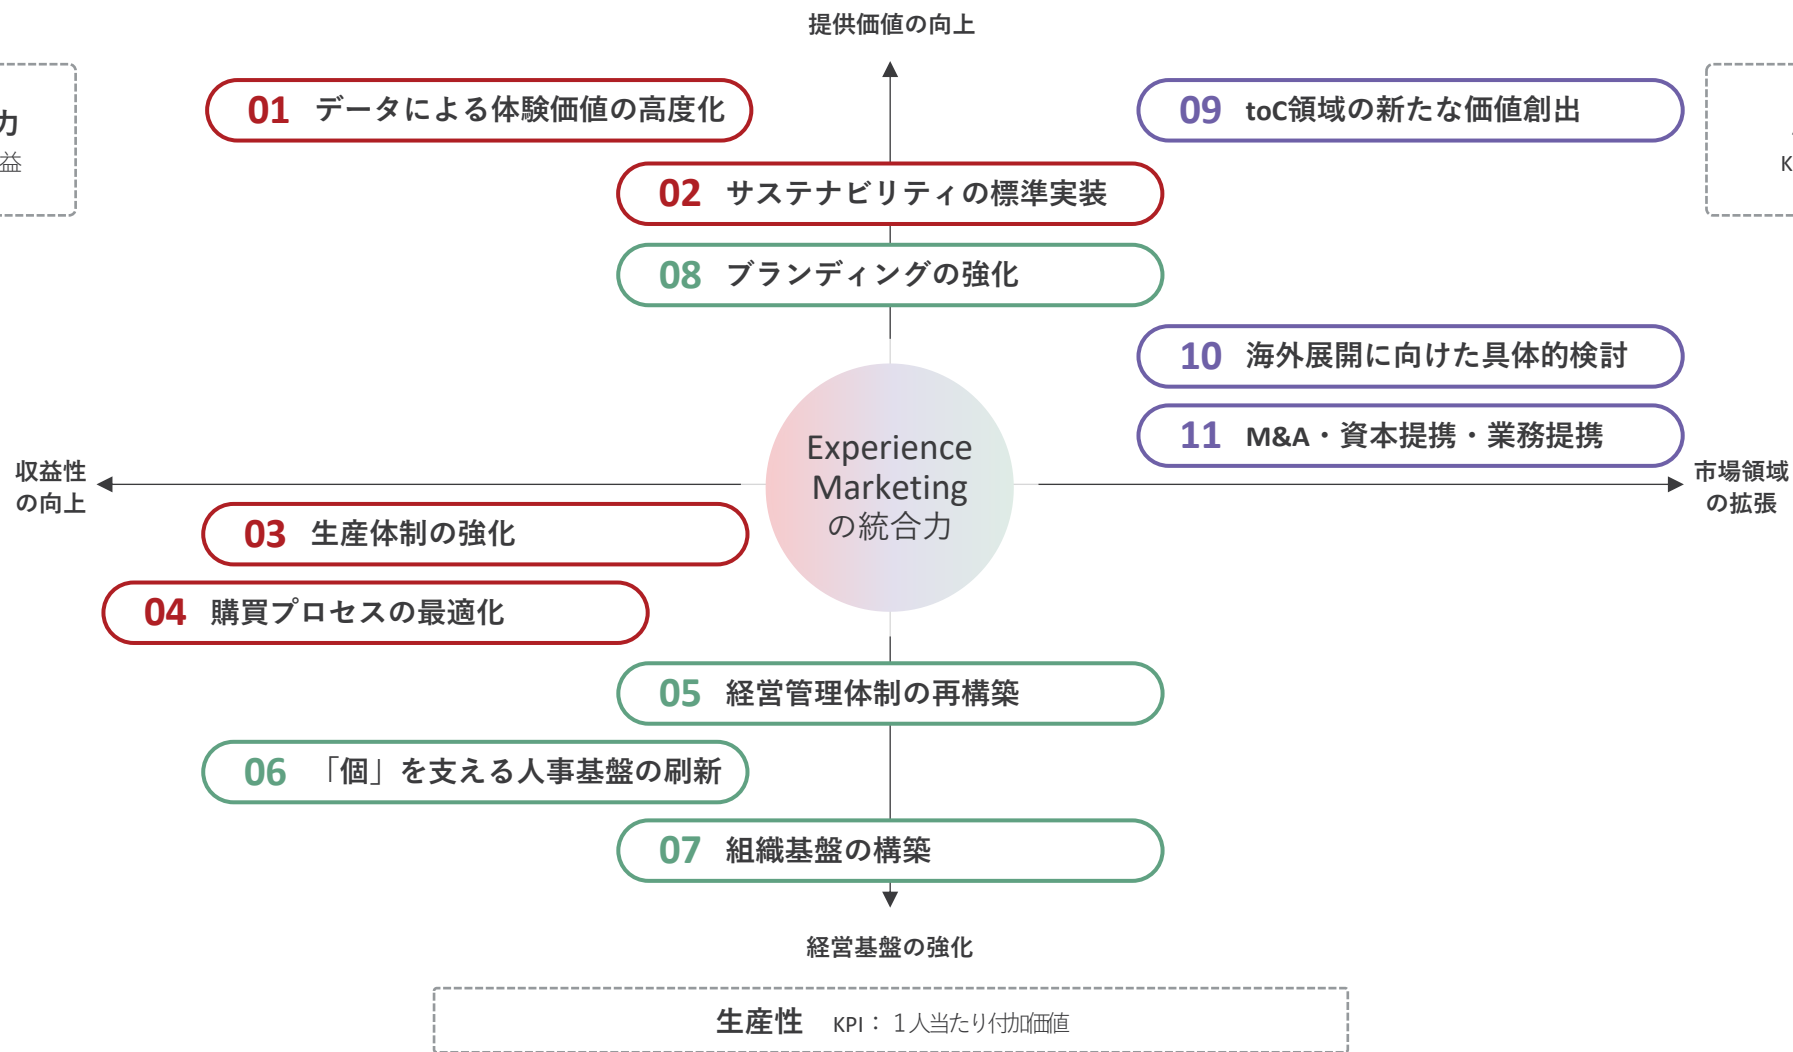 提供価値の向上
力
益
01 データによる体験価値の高度化
09 toC領域の新たな価値創出
K
02 サステナビリティの標準実装
08 ブランディングの強化
10 海外展開に向けた具体的検討
11 M&A・資本提携・業務提携
Experience
Marketing
の統合力
収益性
の向上
市場領域
の拡張
03 生産体制の強化
04 購買プロセスの最適化
05 経営管理体制の再構築
06 「個」を支える人事基盤の刷新
07 組織基盤の構築
経営基盤の強化
生産性 KPI： １人当たり付加価値